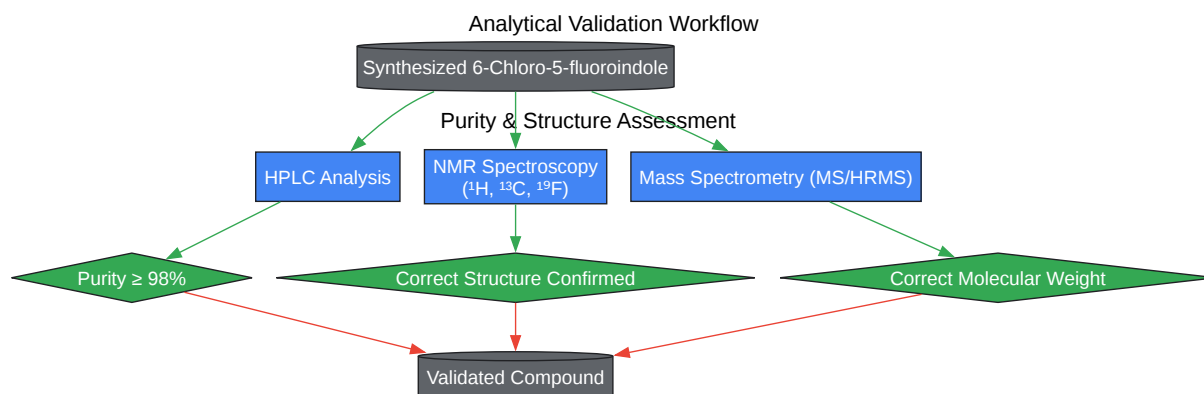 Analytical Validation Workflow
Synthesized 6-Chloro-5-fluoroindole
Purity & Structure Assessment
HPLC Analysis
NMR Spectroscopy
(¹H, ¹³C, ¹⁹F)
Mass Spectrometry (MS/HRMS)
Purity ≥ 98%
Correct Structure Confirmed
Correct Molecular Weight
Validated Compound